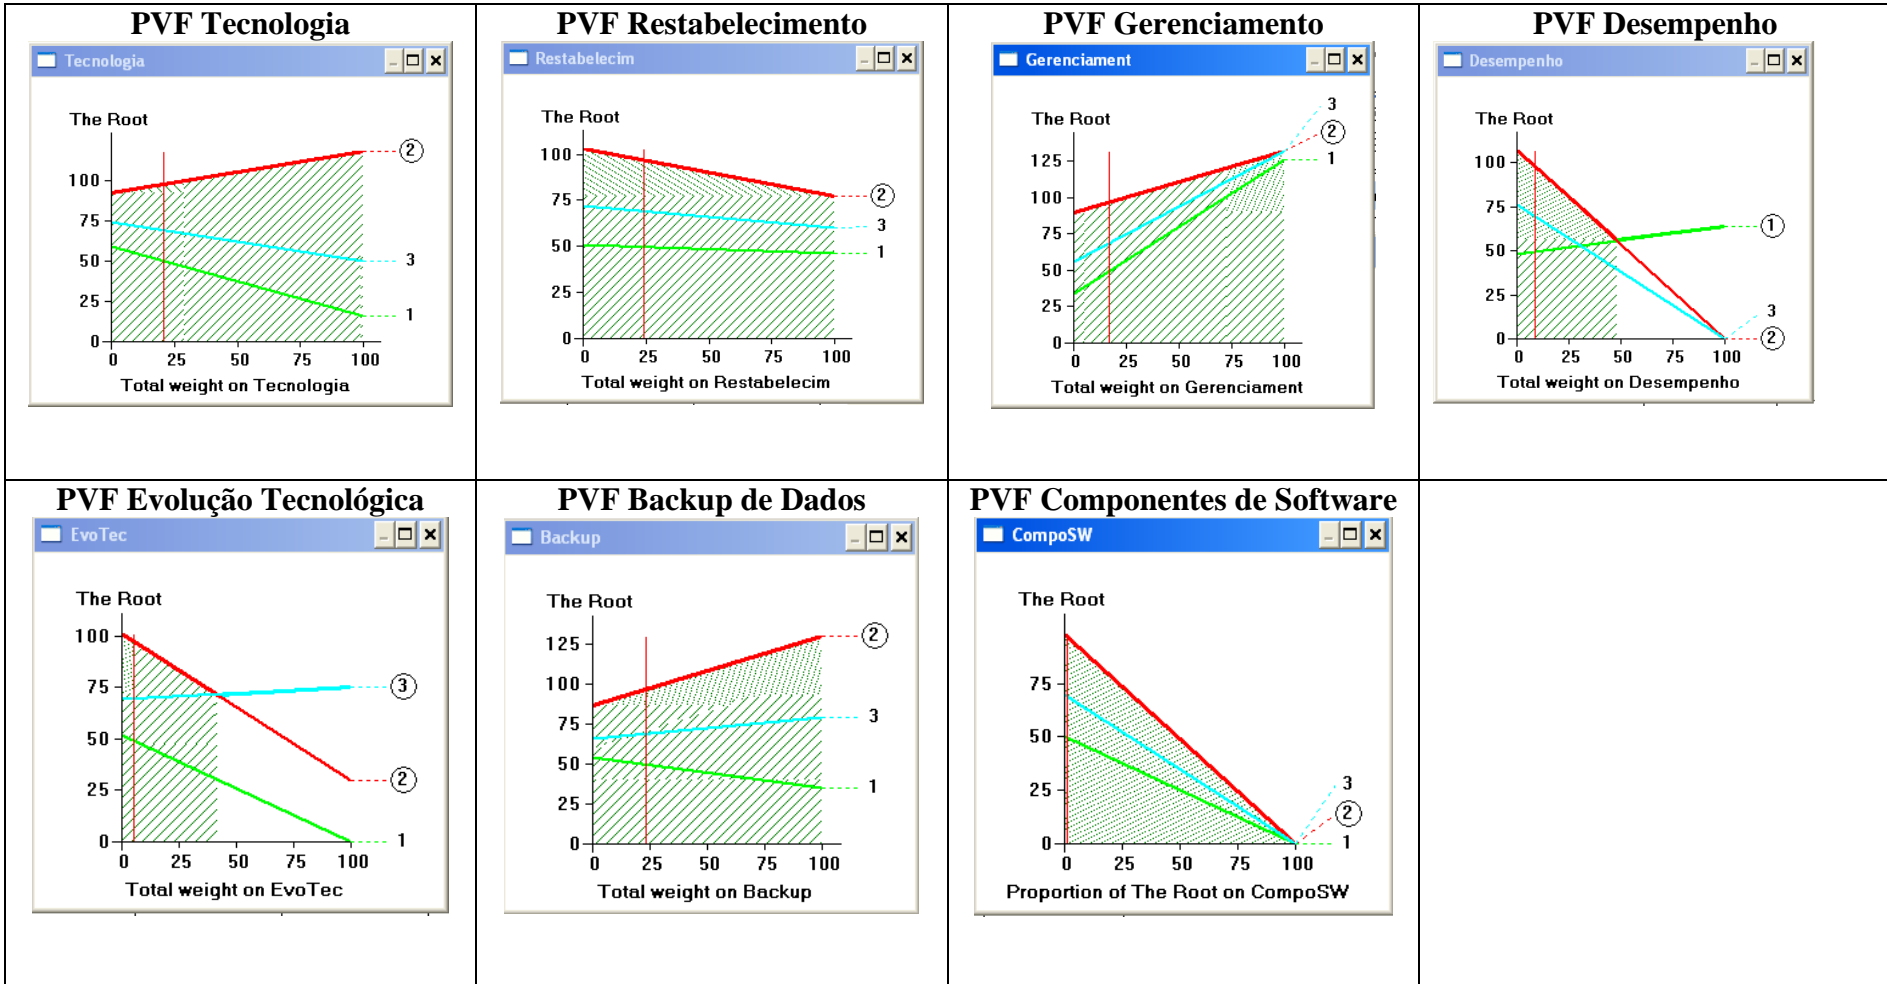 PVF Tecnologia
Tecnologia
The Root
2
100
75
50
25
0
3
1
0 25 50 75 100
Total weight on Tecnologia
PVF Restabelecimento
Restabelecim
The Root
100
75
50
25
0
2
3
1
0 25 50 75 100
Total weight on Restabelecim
PVF Gerenciamento
Gerenciament
The Root
3
2
1
125
100
75
50
25
0
0 25 50 75 100
Total weight on Gerenciament
PVF Desempenho
Desempenho
The Root
100
75
50
25
0
1
3
2
0 25 50 75 100
Total weight on Desempenho
PVF Evolução Tecnológica
EvoTec
The Root
100
75
50
25
0
3
2
1
0 25 50 75 100
Total weight on EvoTec
PVF Backup de Dados
Backup
The Root
125
100
75
50
25
0
2
3
1
0 25 50 75 100
Total weight on Backup
PVF Componentes de Software
CompoSW
The Root
75
50
25
0
3
2
1
0 25 50 75 100
Proportion of The Root on CompoSW